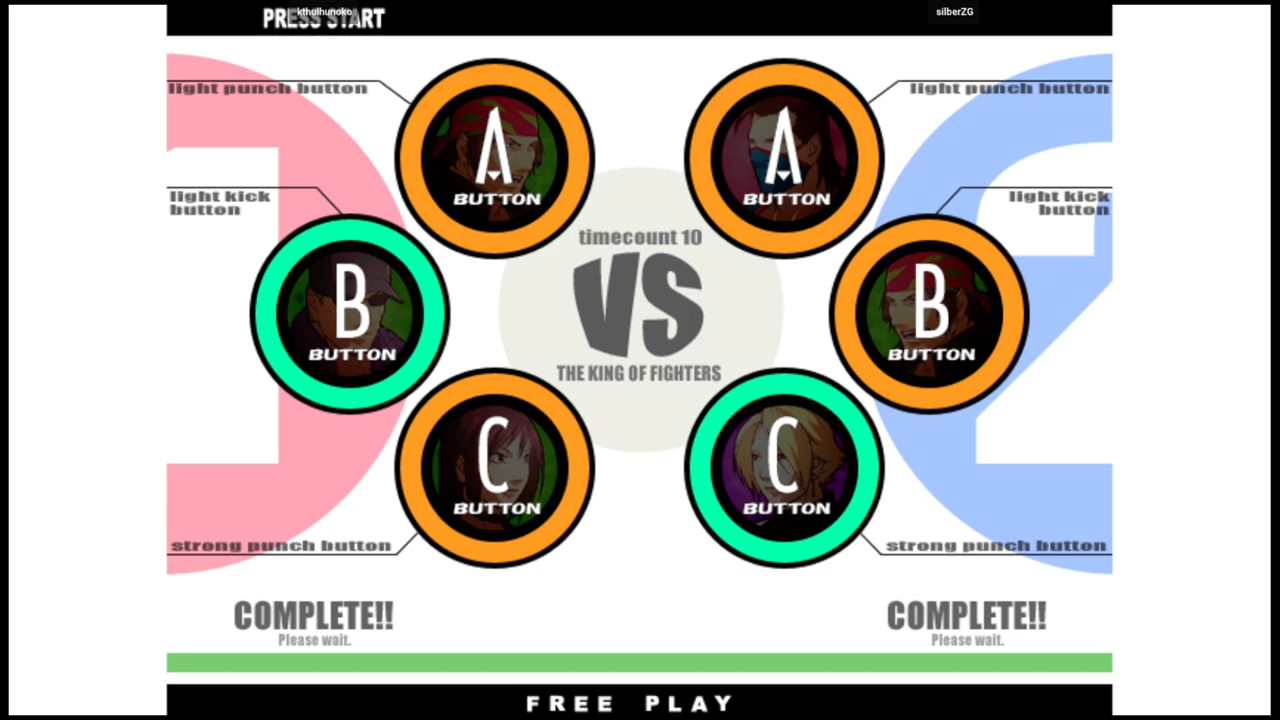 PRESS START
kthulhunoko
silberZG
light punch button
light punch button
A
BUTTON
A
BUTTON
light kick
button
light kick
button
B
BUTTON
timecount 10
VS
THE KING OF FIGHTERS
B
BUTTON
C
BUTTON
C
BUTTON
strong punch button
strong punch button
COMPLETE!!
Please wait.
COMPLETE!!
Please wait.
FREE PLAY